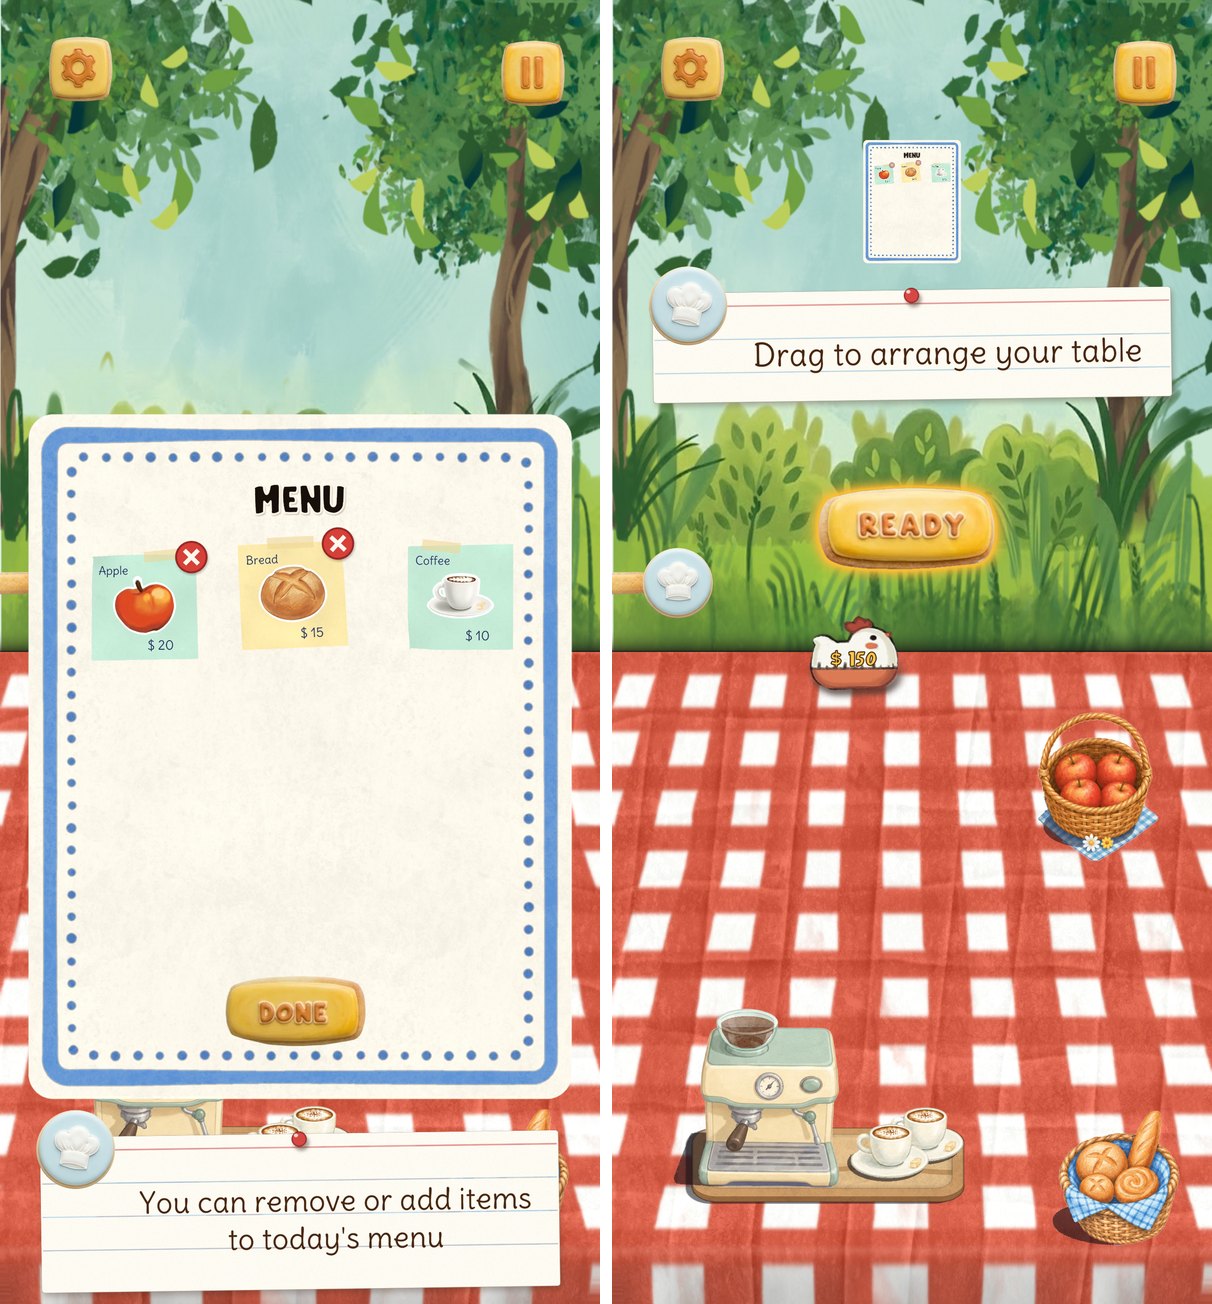 MENU
Apple
$ 20
Bread
$ 15
Coffee
$ 10
DONE
You can remove or add items
to today's menu
MENU
Drag to arrange your table
READY
$ 150